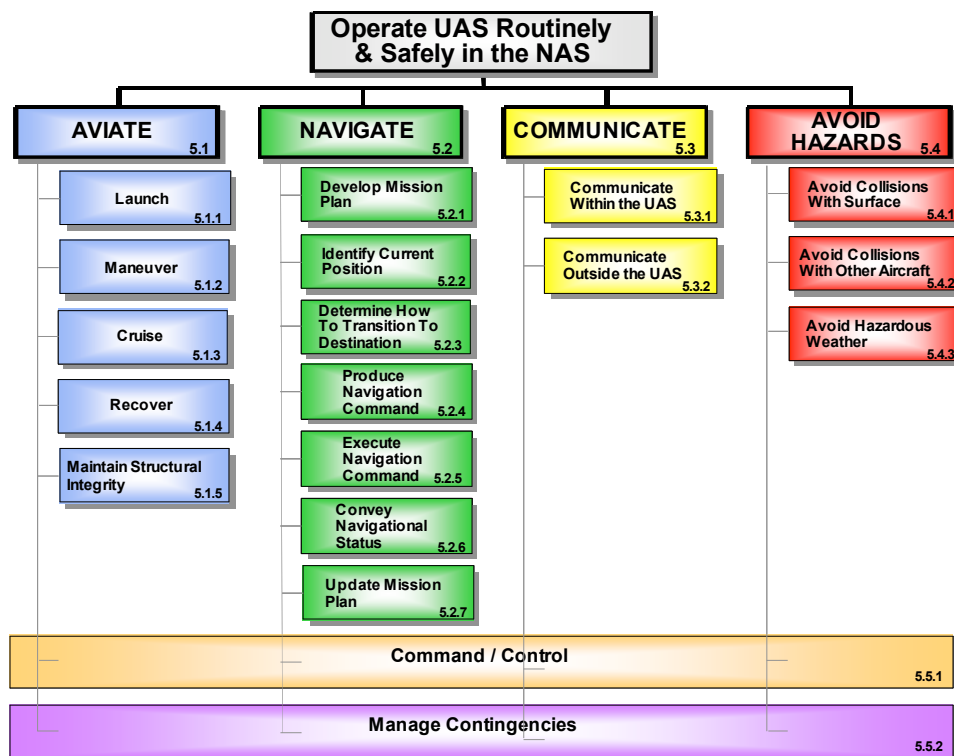 Operate UAS Routinely
& Safely in the NAS
AVIATE
5.1
Launch
5.1.1
Maneuver
5.1.2
Cruise
5.1.3
Recover
5.1.4
Maintain Structural
Integrity
5.1.5
NAVIGATE
5.2
Develop Mission
Plan
5.2.1
Identify Current
Position
5.2.2
Determine How
To Transition To
Destination
5.2.3
Produce
Navigation
Command
5.2.4
Execute
Navigation
Command
5.2.5
Convey
Navigational
Status
5.2.6
Update Mission
Plan
5.2.7
COMMUNICATE
5.3
Communicate
Within the UAS
5.3.1
Communicate
Outside the UAS
5.3.2
AVOID
HAZARDS
5.4
Avoid Collisions
With Surface
5.4.1
Avoid Collisions
With Other Aircraft
5.4.2
Avoid Hazardous
Weather
5.4.3
Command / Control
5.5.1
Manage Contingencies
5.5.2